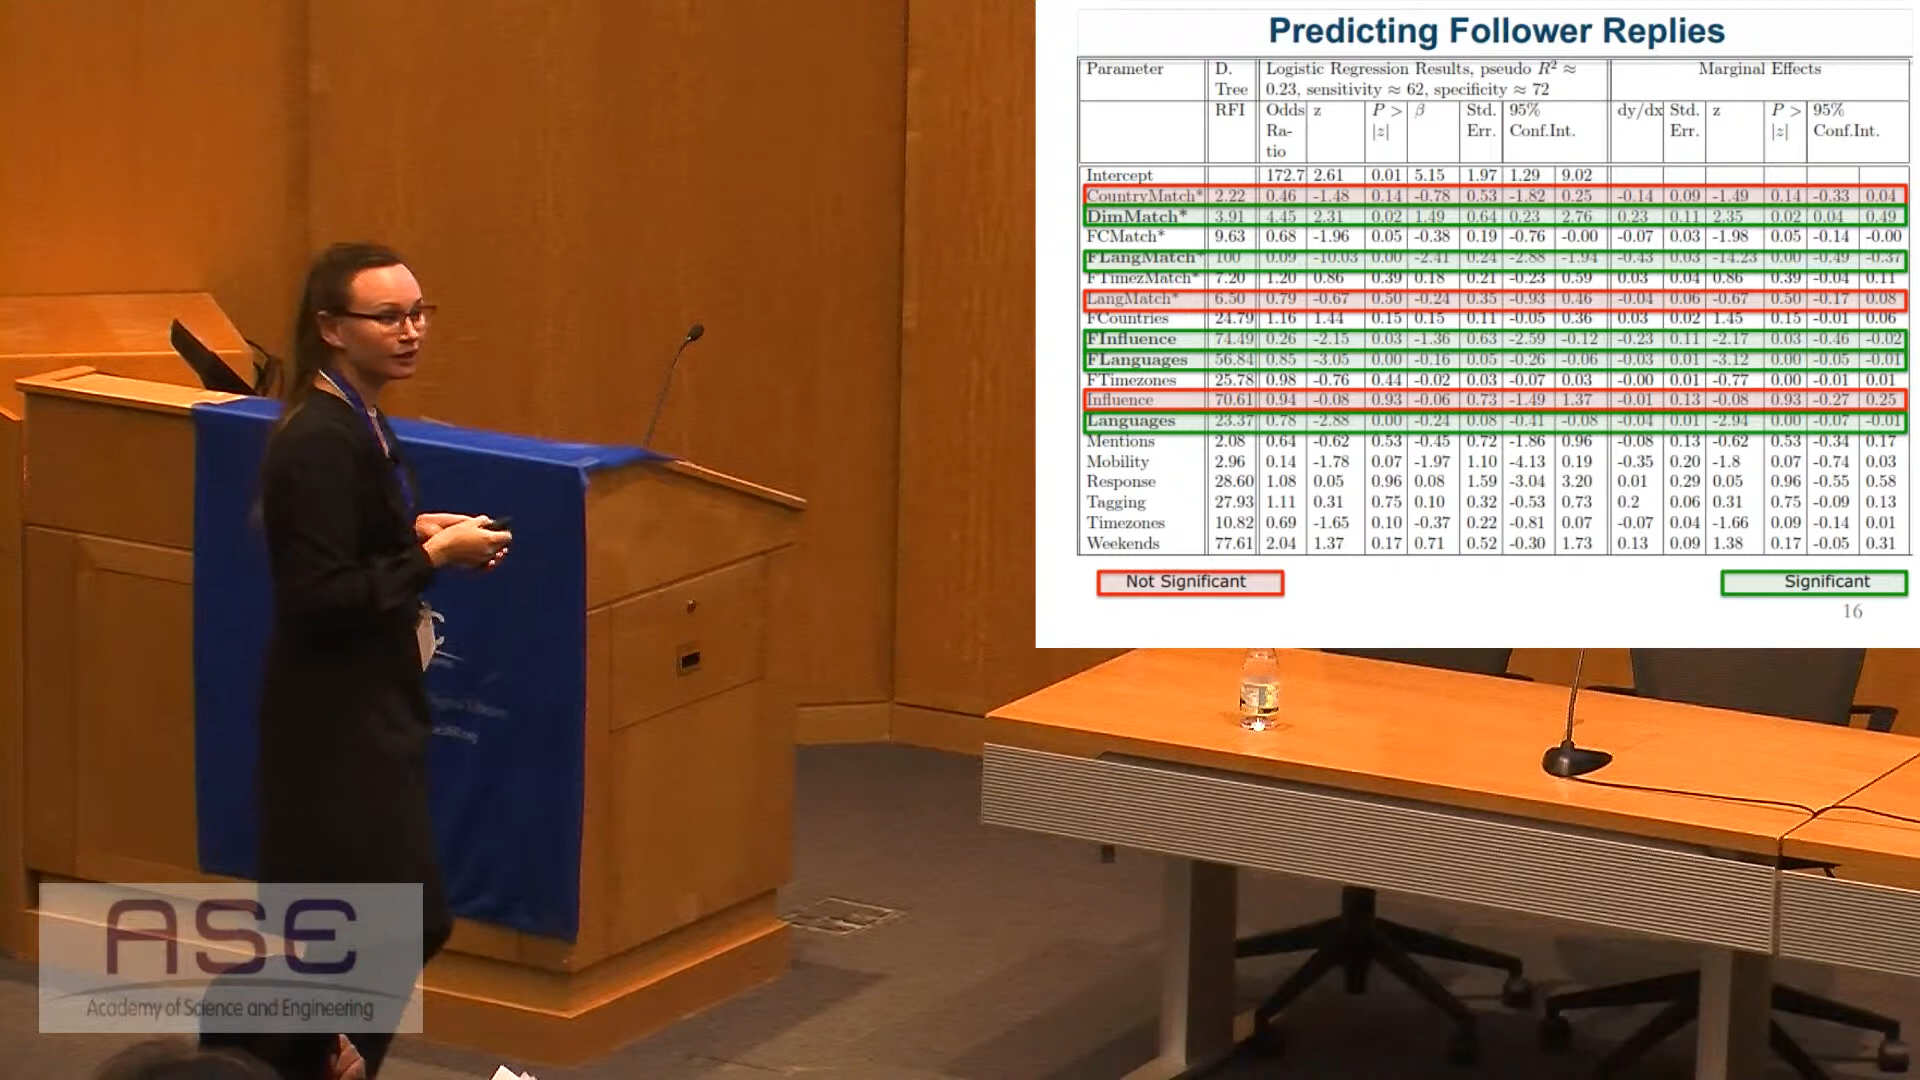 Predicting Follower Replies
Parameter D. Tree Logistic Regression Results, pseudo R² ≈ 0.23, sensitivity ≈ 62, specificity ≈ 72 Marginal Effects
RFI Odds Ra-tio z P > |z| β Std. Err. 95% Conf.Int. dy/dx Std. Err. z P > |z| 95% Conf.Int.
Intercept 172.7 2.61 0.01 5.15 1.97 1.29 9.02
CountryMatch* 2.22 0.46 -1.48 0.14 -0.78 0.53 -1.82 0.25 -0.14 0.09 -1.49 0.14 -0.33 0.04
DimMatch* 3.91 4.45 2.31 0.02 1.49 0.64 0.23 2.76 0.23 0.11 2.35 0.02 0.04 0.49
FCMatch* 9.63 0.68 -1.96 0.05 -0.38 0.19 -0.76 -0.00 -0.07 0.03 -1.98 0.05 -0.14 -0.00
FLangMatch* 100 0.09 -10.03 0.00 -2.41 0.24 -2.88 -1.94 -0.43 0.03 -14.23 0.00 -0.49 -0.37
FTimezMatch* 7.20 1.20 0.86 0.39 0.18 0.21 -0.23 0.59 0.03 0.04 0.86 0.39 -0.04 0.11
LangMatch* 6.50 0.79 -0.67 0.50 -0.24 0.35 -0.93 0.46 -0.04 0.06 -0.67 0.50 -0.17 0.08
FCountries 24.79 1.16 1.44 0.15 0.15 0.11 -0.05 0.36 0.03 0.02 1.45 0.15 -0.01 0.06
FInfluence 74.49 0.26 -2.15 0.03 -1.36 0.63 -2.59 -0.12 -0.23 0.11 -2.17 0.03 -0.46 -0.02
FLanguages 56.84 0.85 -3.05 0.00 -0.16 0.05 -0.26 -0.06 -0.03 0.01 -3.12 0.00 -0.05 -0.01
FTimezones 25.78 0.98 -0.76 0.44 -0.02 0.03 -0.07 0.03 -0.00 0.01 -0.77 0.00 -0.01 0.01
Influence 70.61 0.94 -0.08 0.93 -0.06 0.73 -1.49 1.37 -0.01 0.13 -0.08 0.93 -0.27 0.25
Languages 23.37 0.78 -2.88 0.00 -0.24 0.08 -0.41 -0.08 -0.04 0.01 -2.94 0.00 -0.07 -0.01
Mentions 2.08 0.64 -0.62 0.53 -0.45 0.72 -1.86 0.96 -0.08 0.13 -0.62 0.53 -0.34 0.17
Mobility 2.96 0.14 -1.78 0.07 -1.97 1.10 -4.13 0.19 -0.35 0.20 -1.8 0.07 -0.74 0.03
Response 28.60 1.08 0.05 0.96 0.08 1.59 -3.04 3.20 0.01 0.29 0.05 0.96 -0.55 0.58
Tagging 27.93 1.11 0.31 0.75 0.10 0.32 -0.53 0.73 0.2 0.06 0.31 0.75 -0.09 0.13
Timezones 10.82 0.69 -1.65 0.10 -0.37 0.22 -0.81 0.07 -0.07 0.04 -1.66 0.09 -0.14 0.01
Weekends 77.61 2.04 1.37 0.17 0.71 0.52 -0.30 1.73 0.13 0.09 1.38 0.17 -0.05 0.31
Not Significant
Significant
16
ASE
Academy of Science and Engineering